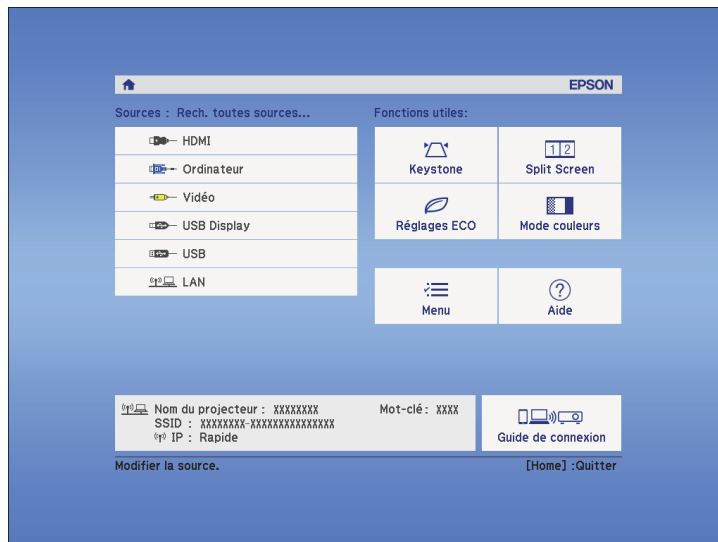 EPSON
Sources : Rech. toutes sources...
Fonctions utiles:
HDMI
Ordinateur
Vidéo
USB Display
USB
LAN
Keystone
1 2
Split Screen
Réglages ECO
Mode couleurs
Menu
?
Aide
Nom du projecteur : XXXXXXXX Mot-clé : XXXX
SSID : XXXXXXXX-XXXXXXXXXXXXXXX
IP : Rapide
Guide de connexion
Modifier la source.
[Home] :Quitter